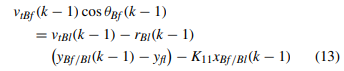 v_{tBf}(k − 1) cos θ_{Bf}(k − 1)
= v_{tBl}(k − 1) − r_{Bl}(k − 1)
(y_{Bf/Bl}(k − 1) − y_{fl}) − K_{11}x_{Bf/Bl}(k − 1) (13)